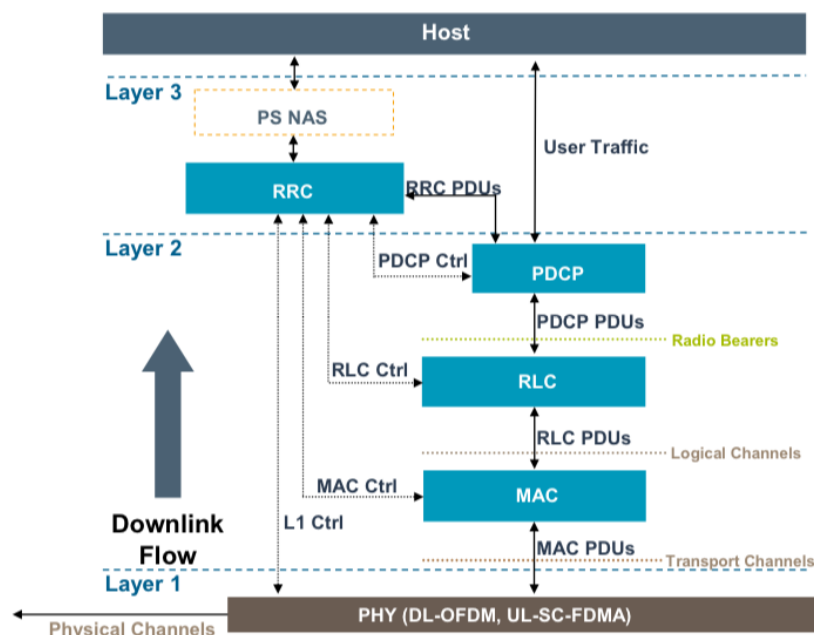 Host
Layer 3
PS NAS
User Traffic
RRC
RRC PDUs
Layer 2
PDCP Ctrl
PDCP
PDCP PDUs
Radio Bearers
RLC Ctrl
RLC
RLC PDUs
Logical Channels
MAC Ctrl
MAC
L1 Ctrl
Downlink
Flow
MAC PDUs
Transport Channels
Layer 1
PHY (DL-OFDM, UL-SC-FDMA)
Physical Channels